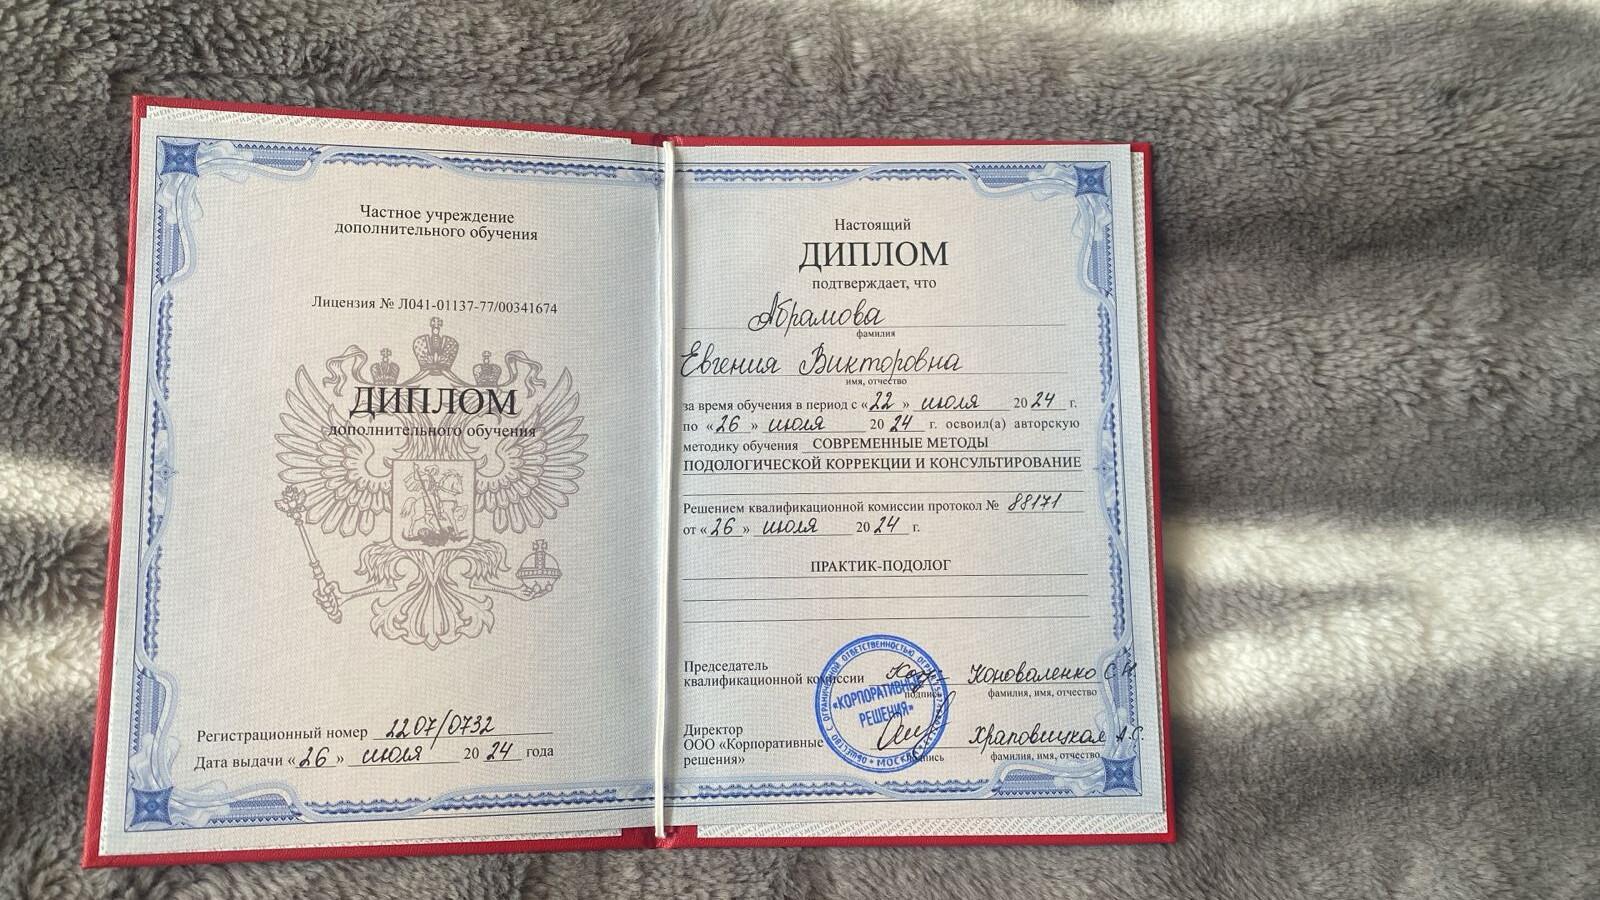 Частное учреждение
дополнительного обучения
Лицензия № Л041-01137-77/00341674
ДИПЛОМ
дополнительного обучения
Регистрационный номер 2207/0732
Дата выдачи «26» июля 2024 года
Настоящий
ДИПЛОМ
подтверждает, что
Абрамова
фамилия
Евгения Викторовна
имя, отчество
за время обучения в период с «22» июля 2024 г.
по «26» июля 2024 г. освоил(а) авторскую
методику обучения СОВРЕМЕННЫЕ МЕТОДЫ
ПОДОЛОГИЧЕСКОЙ КОРРЕКЦИИ И КОНСУЛЬТИРОВАНИЕ
Решением квалификационной комиссии протокол № 88171
от «26» июля 2024 г.
ПРАКТИК-ПОДОЛОГ
Председатель
квалификационной комиссии Коноваленко С.Н.
подпись фамилия, имя, отчество
Директор
ООО «Корпоративные
решения» Храповицкая А.С.
подпись фамилия, имя, отчество
«КОРПОРАТИВНЫЕ
РЕШЕНИЯ»
ОБЩЕСТВО С ОГРАНИЧЕННОЙ ОТВЕТСТВЕННОСТЬЮ
МОСКВА